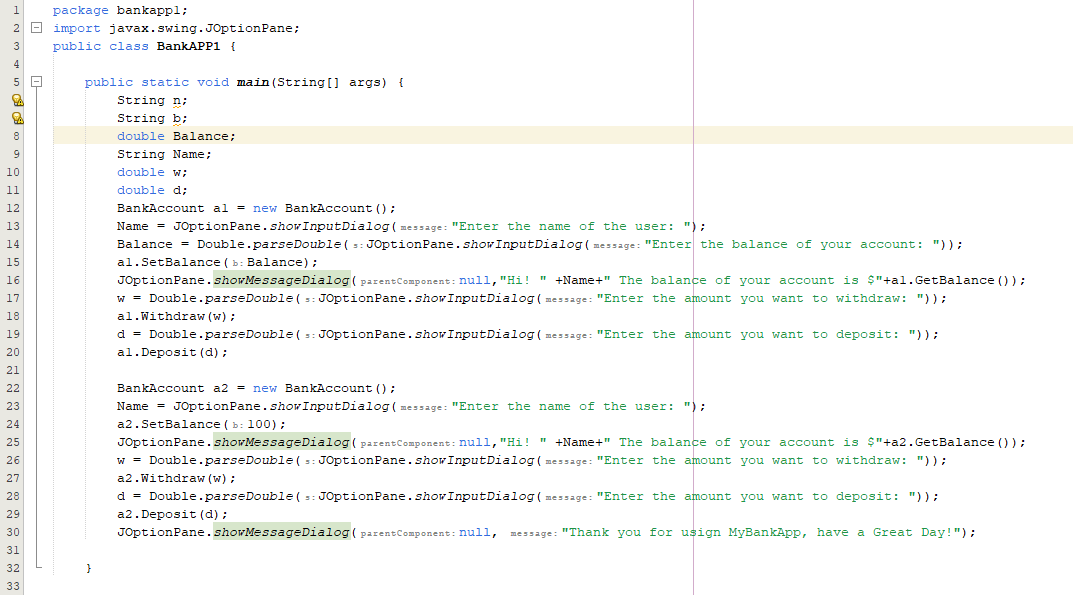 1 package bankapp1;
2 import javax.swing.JOptionPane;
3 public class BankAPP1 {
4
5 public static void main(String[] args) {
String n;
String b;
8 double Balance;
9 String Name;
10 double w;
11 double d;
12 BankAccount a1 = new BankAccount();
13 Name = JOptionPane.showInputDialog( message: "Enter the name of the user: ");
14 Balance = Double.parseDouble( s: JOptionPane.showInputDialog( message: "Enter the balance of your account: "));
15 a1.SetBalance( b: Balance);
16 JOptionPane.showMessageDialog( parentComponent: null,"Hi! " +Name+" The balance of your account is $"+a1.GetBalance());
17 w = Double.parseDouble( s: JOptionPane.showInputDialog( message: "Enter the amount you want to withdraw: "));
18 a1.Withdraw(w);
19 d = Double.parseDouble( s: JOptionPane.showInputDialog( message: "Enter the amount you want to deposit: "));
20 a1.Deposit(d);
21
22 BankAccount a2 = new BankAccount();
23 Name = JOptionPane.showInputDialog( message: "Enter the name of the user: ");
24 a2.SetBalance( b: 100);
25 JOptionPane.showMessageDialog( parentComponent: null,"Hi! " +Name+" The balance of your account is $"+a2.GetBalance());
26 w = Double.parseDouble( s: JOptionPane.showInputDialog( message: "Enter the amount you want to withdraw: "));
27 a2.Withdraw(w);
28 d = Double.parseDouble( s: JOptionPane.showInputDialog( message: "Enter the amount you want to deposit: "));
29 a2.Deposit(d);
30 JOptionPane.showMessageDialog( parentComponent: null, message: "Thank you for usign MyBankApp, have a Great Day!");
31
32 }
33